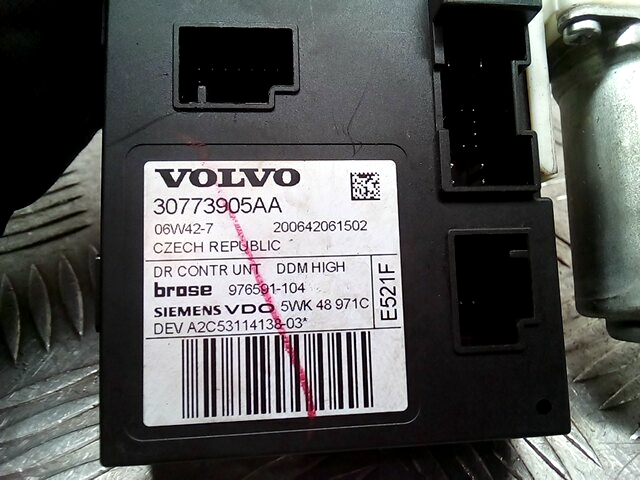 VOLVO
30773905AA
06W42-7 200642061502
CZECH REPUBLIC
DR CONTR UNT DDM HIGH
brose 976591-104
SIEMENS VDO 5WK 48 971C
DEV A2C53114138-03*
E521F